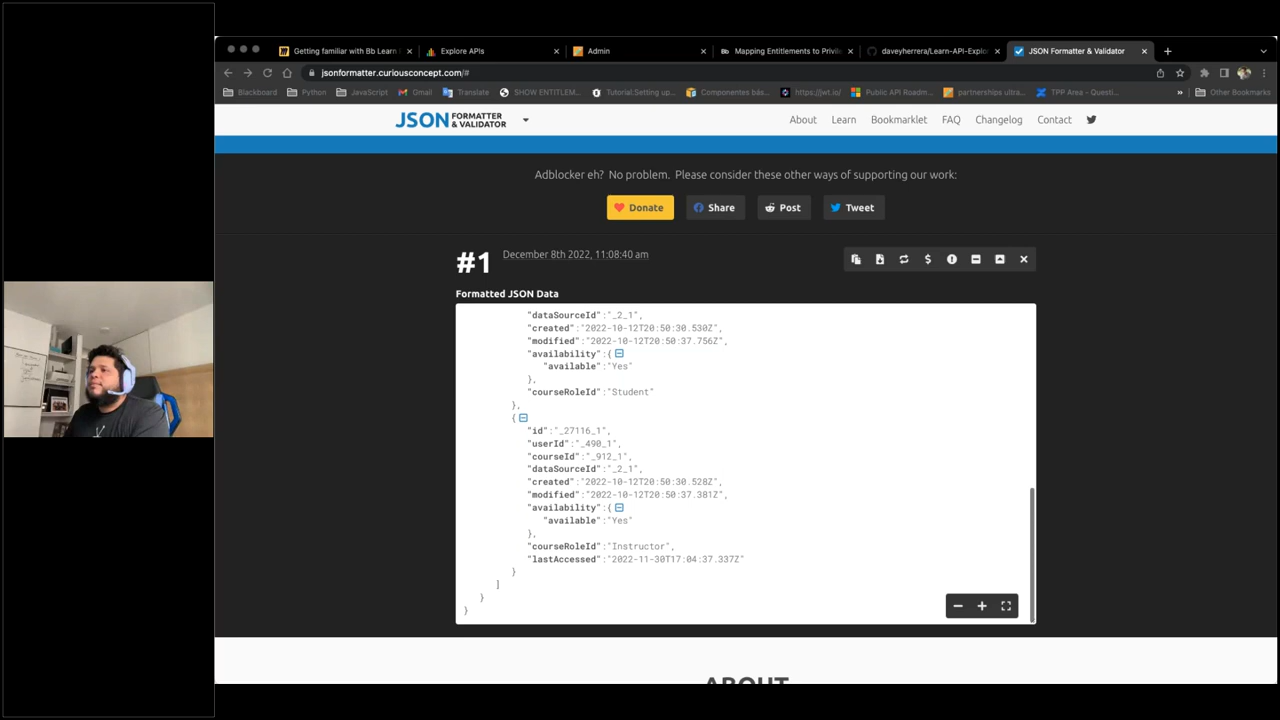 Getting familiar with Bb Learn
Explore APIs
Admin
Bb Mapping Entitlements to Privile
daveyherrera/Learn-API-Explo
JSON Formatter & Validator
jsonformatter.curiousconcept.com/#
Blackboard
Python
JavaScript
Gmail
Translate
SHOW ENTITLEM...
Tutorial:Setting up...
Componentes bás...
https://jwt.io/
Public API Roadm...
partnerships ultra...
TPP Area - Questi...
»
Other Bookmarks
JSON FORMATTER & VALIDATOR
About
Learn
Bookmarklet
FAQ
Changelog
Contact
Adblocker eh? No problem. Please consider these other ways of supporting our work:
Donate
Share
Post
Tweet
#1
December 8th 2022, 11:08:40 am
Formatted JSON Data
"dataSourceId":"_2_1",
"created":"2022-10-12T20:50:30.530Z",
"modified":"2022-10-12T20:50:37.756Z",
"availability":{
"available":"Yes"
},
"courseRoleId":"Student"
},
{
"id":"_27116_1",
"userId":"_490_1",
"courseId":"_912_1",
"dataSourceId":"_2_1",
"created":"2022-10-12T20:50:30.528Z",
"modified":"2022-10-12T20:50:37.381Z",
"availability":{
"available":"Yes"
},
"courseRoleId":"Instructor",
"lastAccessed":"2022-11-30T17:04:37.337Z"
}
]
}
}
ABOUT